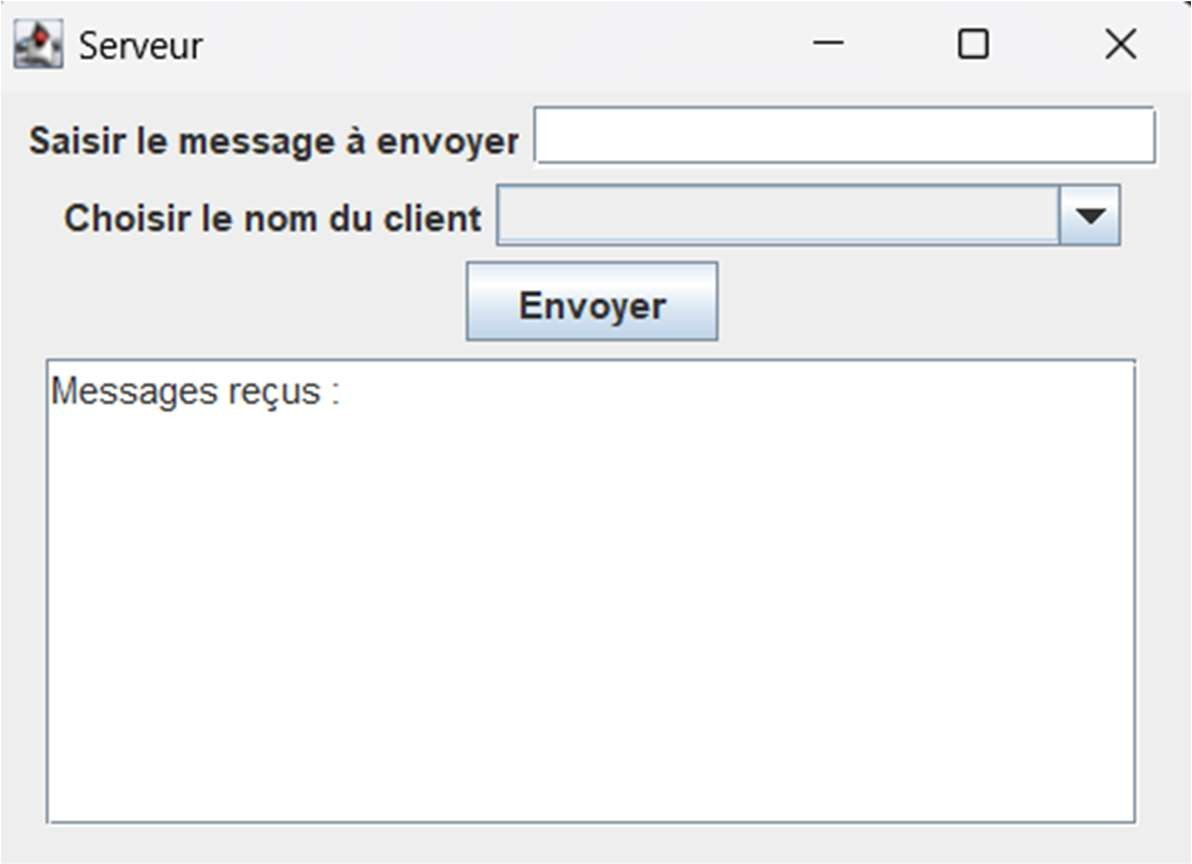 Serveur
Saisir le message à envoyer
Choisir le nom du client
Envoyer
Messages reçus :